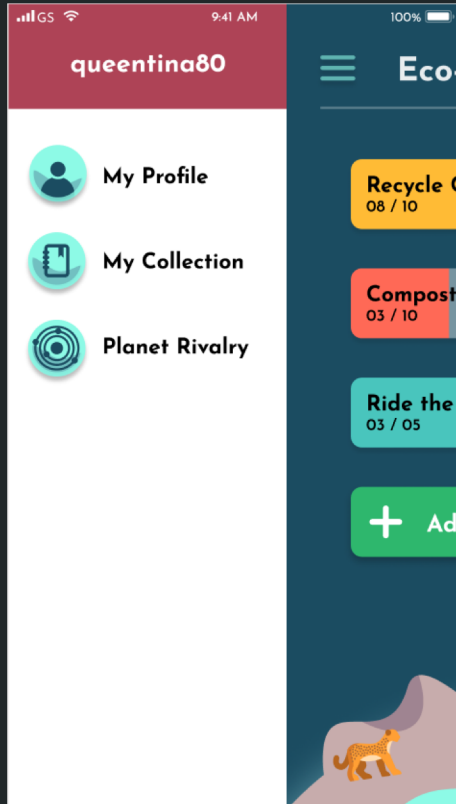 GS 9:41 AM 100%
queentina80
My Profile
My Collection
Planet Rivalry
Eco-
Recycle
08 / 10
Compost
03 / 10
Ride the
03 / 05
Ad